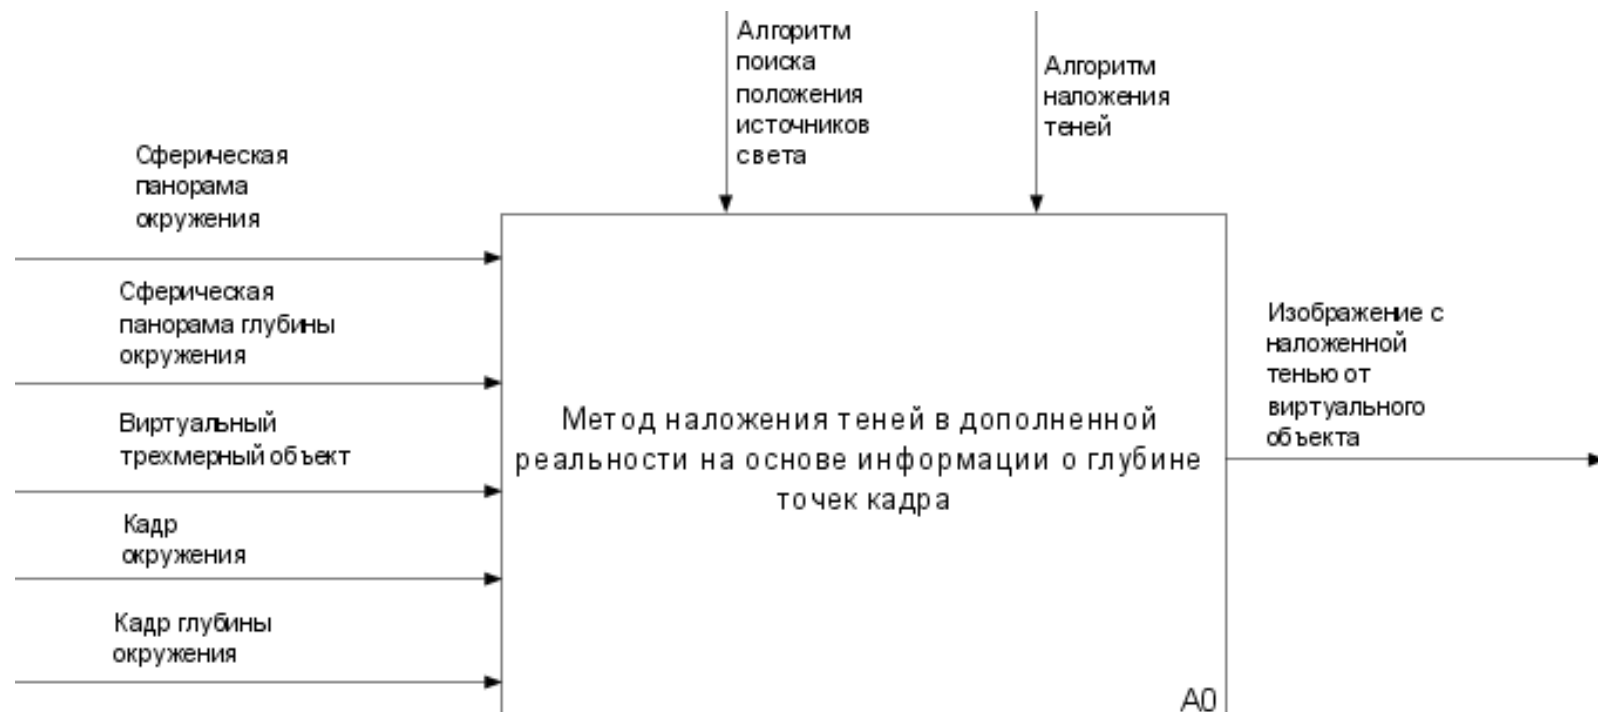 Алгоритм
поиска
положения
источников
света
Алгоритм
наложения
теней
Сферическая
панорама
окружения
Сферическая
панорама глубины
окружения
Виртуальный
трехмерный объект
Кадр
окружения
Кадр глубины
окружения
Метод наложения теней в дополненной
реальности на основе информации о глубине
точек кадра
A0
Изображение с
наложенной
тенью от
виртуального
объекта